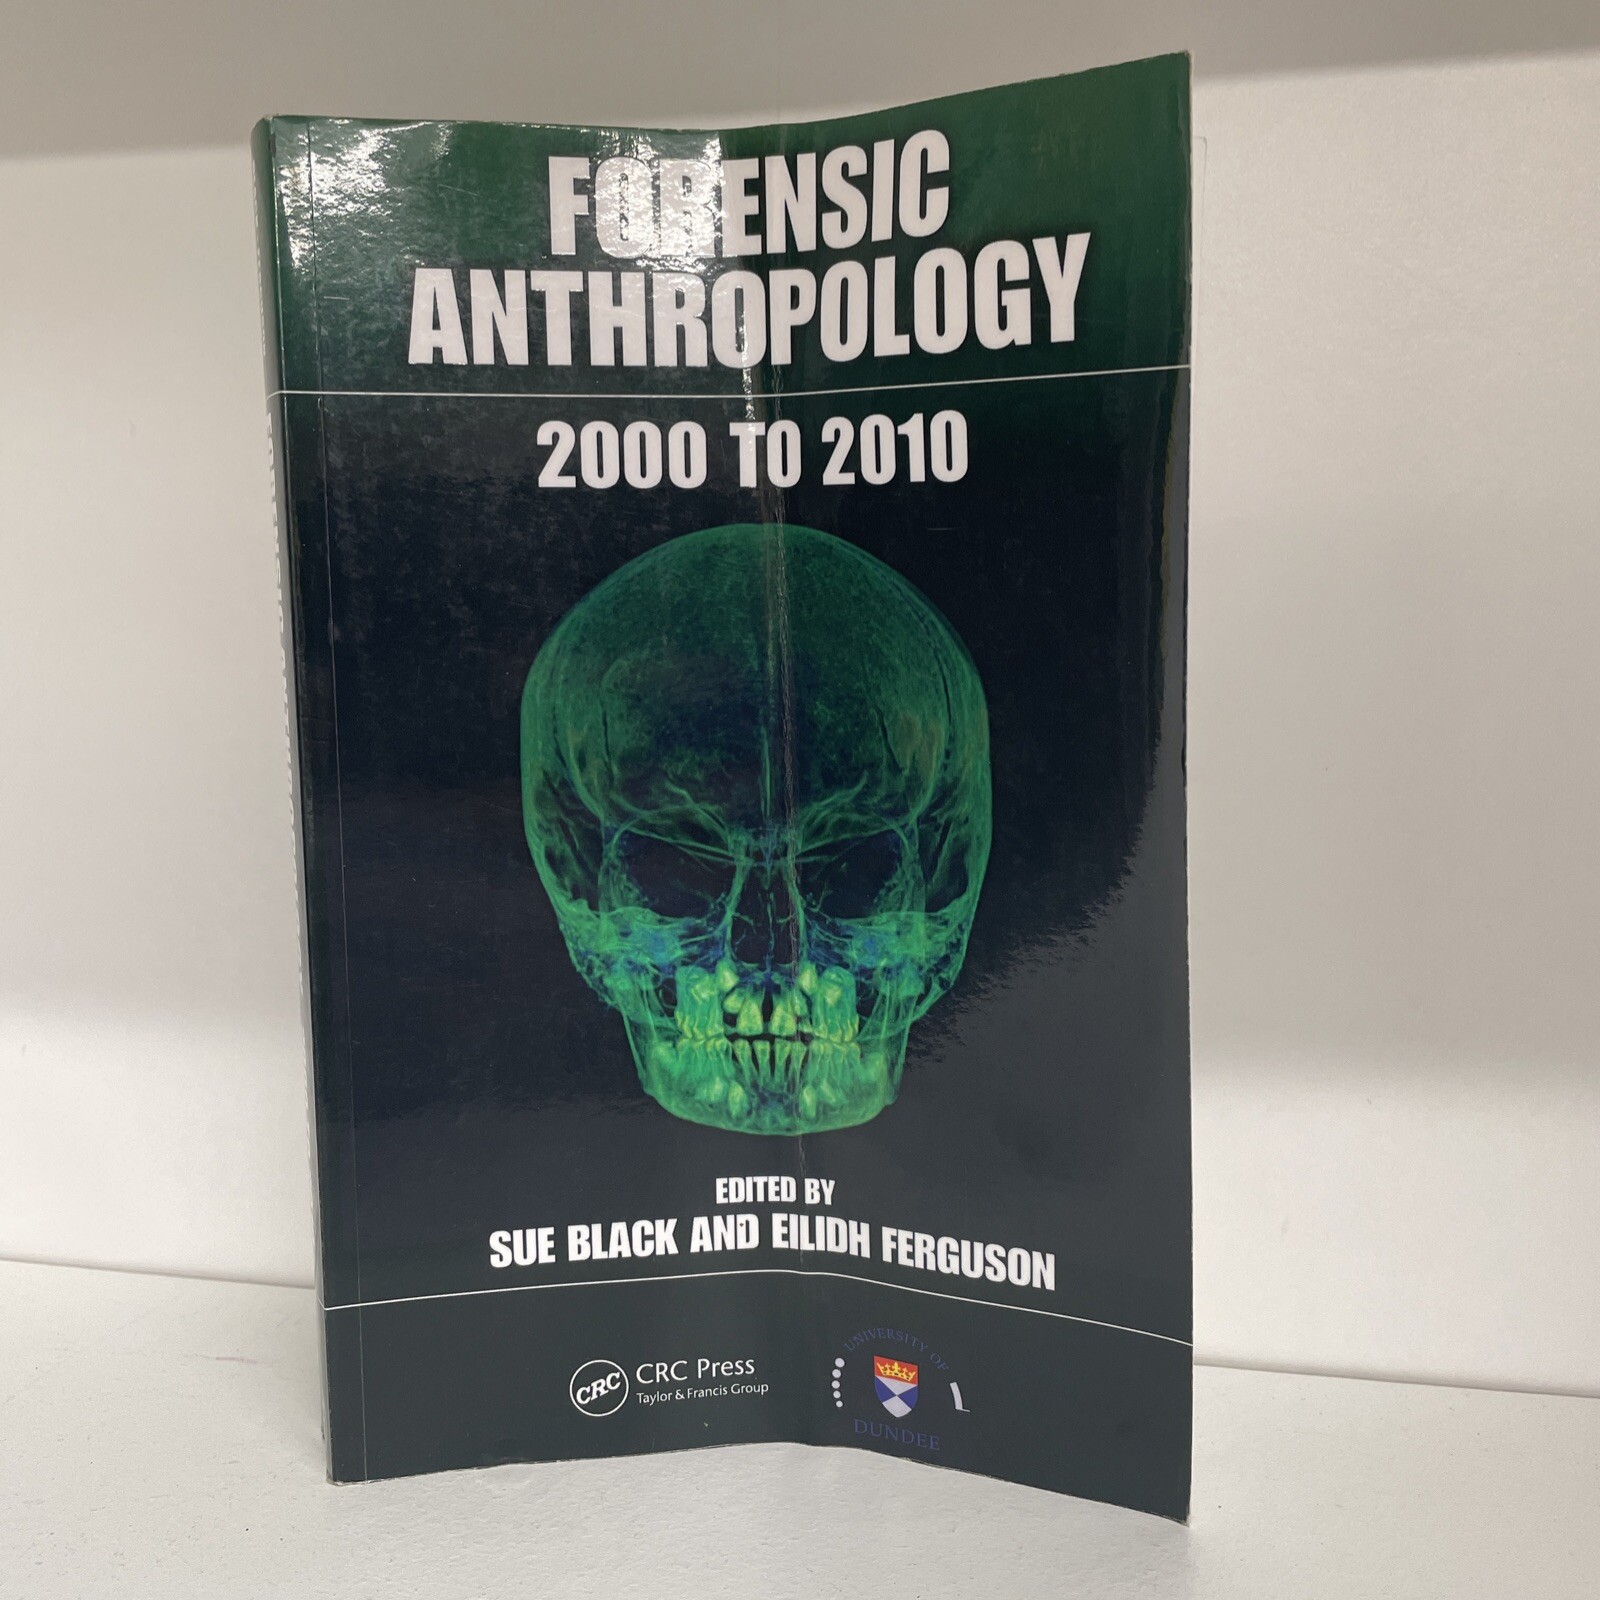 FORENSIC
ANTHROPOLOGY
2000 TO 2010
EDITED BY
SUE BLACK AND EILIDH FERGUSON
CRC
CRC Press
Taylor & Francis Group
UNIVERSITY OF
DUNDEE